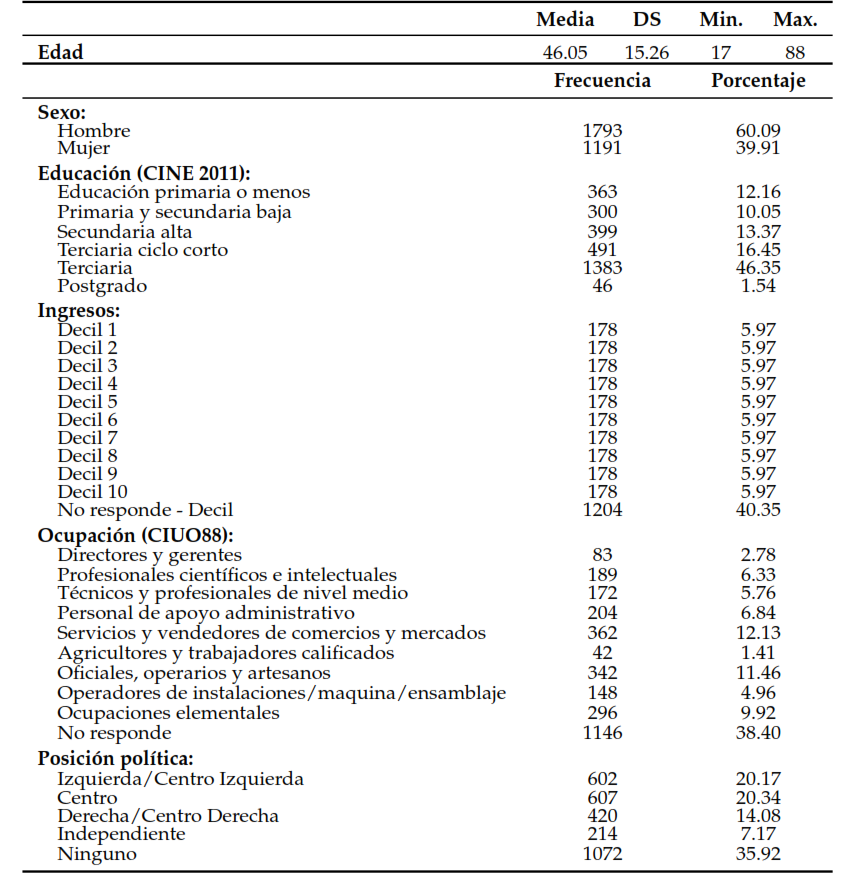 Media DS Min. Max.
Edad 46.05 15.26 17 88
Frecuencia Porcentaje
Sexo:
Hombre 1793 60.09
Mujer 1191 39.91
Educación (CINE 2011):
Educación primaria o menos 363 12.16
Primaria y secundaria baja 300 10.05
Secundaria alta 399 13.37
Terciaria ciclo corto 491 16.45
Terciaria 1383 46.35
Postgrado 46 1.54
Ingresos:
Decil 1 178 5.97
Decil 2 178 5.97
Decil 3 178 5.97
Decil 4 178 5.97
Decil 5 178 5.97
Decil 6 178 5.97
Decil 7 178 5.97
Decil 8 178 5.97
Decil 9 178 5.97
Decil 10 178 5.97
No responde - Decil 1204 40.35
Ocupación (CIUO88):
Directores y gerentes 83 2.78
Profesionales científicos e intelectuales 189 6.33
Técnicos y profesionales de nivel medio 172 5.76
Personal de apoyo administrativo 204 6.84
Servicios y vendedores de comercios y mercados 362 12.13
Agricultores y trabajadores calificados 42 1.41
Oficiales, operarios y artesanos 342 11.46
Operadores de instalaciones/maquina/ensamblaje 148 4.96
Ocupaciones elementales 296 9.92
No responde 1146 38.40
Posición política:
Izquierda/Centro Izquierda 602 20.17
Centro 607 20.34
Derecha/Centro Derecha 420 14.08
Independiente 214 7.17
Ninguno 1072 35.92